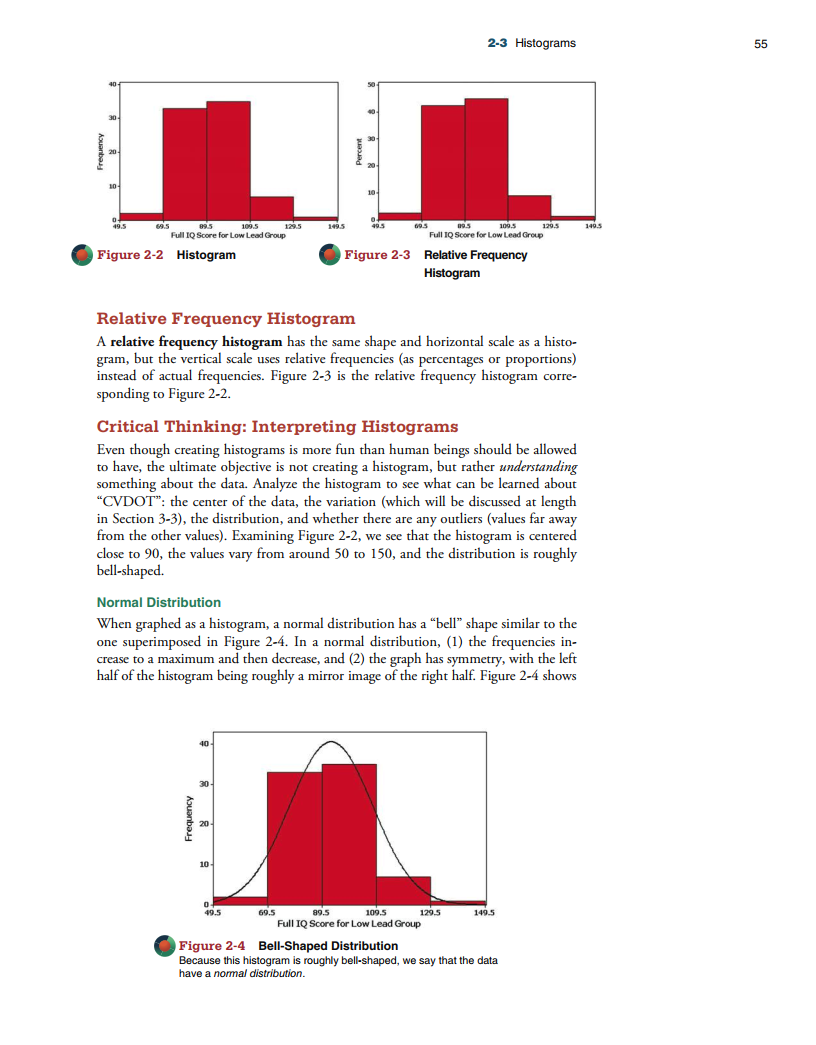 2-3 Histograms 55
40
30
20
10
0
Frequency
49.5 69.5 89.5 109.5 129.5 149.5
Full IQ Score for Low Lead Group
Figure 2-2 Histogram
50
40
30
20
10
0
Percent
49.5 69.5 89.5 109.5 129.5 149.5
Full IQ Score for Low Lead Group
Figure 2-3 Relative Frequency
Histogram
Relative Frequency Histogram
A relative frequency histogram has the same shape and horizontal scale as a histo-
gram, but the vertical scale uses relative frequencies (as percentages or proportions)
instead of actual frequencies. Figure 2-3 is the relative frequency histogram corre-
sponding to Figure 2-2.
Critical Thinking: Interpreting Histograms
Even though creating histograms is more fun than human beings should be allowed
to have, the ultimate objective is not creating a histogram, but rather understanding
something about the data. Analyze the histogram to see what can be learned about
“CVDOT”: the center of the data, the variation (which will be discussed at length
in Section 3-3), the distribution, and whether there are any outliers (values far away
from the other values). Examining Figure 2-2, we see that the histogram is centered
close to 90, the values vary from around 50 to 150, and the distribution is roughly
bell-shaped.
Normal Distribution
When graphed as a histogram, a normal distribution has a “bell” shape similar to the
one superimposed in Figure 2-4. In a normal distribution, (1) the frequencies in-
crease to a maximum and then decrease, and (2) the graph has symmetry, with the left
half of the histogram being roughly a mirror image of the right half. Figure 2-4 shows
40
30
20
10
0
Frequency
49.5 69.5 89.5 109.5 129.5 149.5
Full IQ Score for Low Lead Group
Figure 2-4 Bell-Shaped Distribution
Because this histogram is roughly bell-shaped, we say that the data
have a normal distribution.